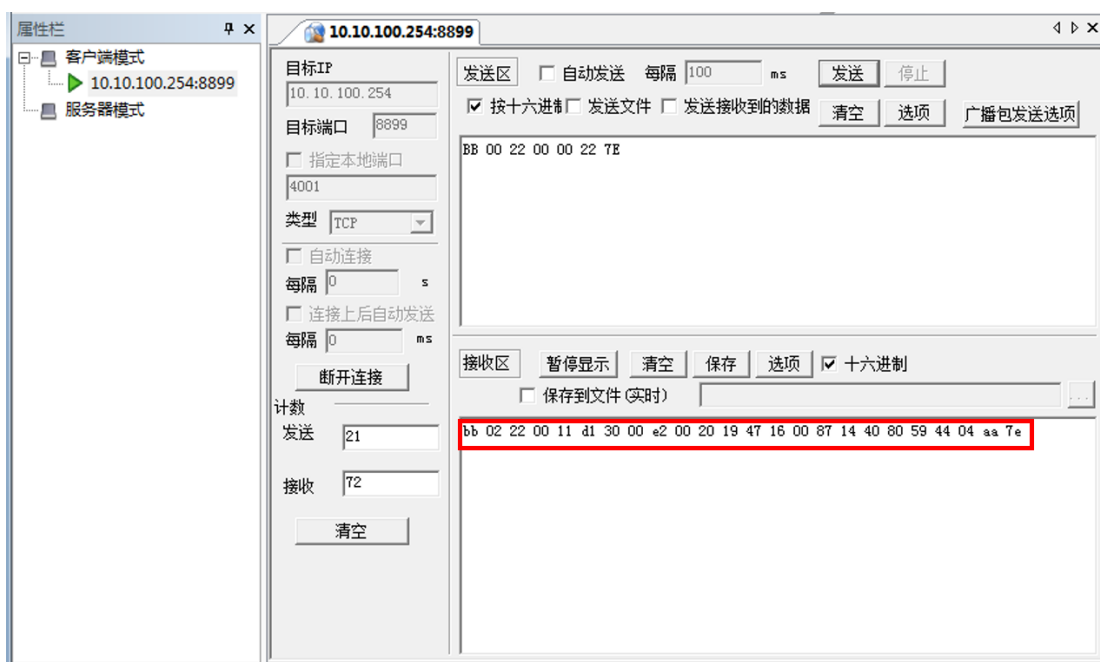 属性栏
客户端模式
10.10.100.254:8899
服务器模式
10.10.100.254:8899
目标IP
10.10.100.254
目标端口 8899
指定本地端口
4001
类型 TCP
自动连接
每隔 0 s
连接上后自动发送
每隔 0 ms
断开连接
计数
发送 21
接收 72
清空
发送区 自动发送 每隔 100 ms 发送 停止
按十六进制 发送文件 发送接收到的数据 清空 选项 广播包发送选项
BB 00 22 00 00 22 7E
接收区 暂停显示 清空 保存 选项 十六进制
保存到文件(实时) ...
bb 02 22 00 11 d1 30 00 e2 00 20 19 47 16 00 87 14 40 80 59 44 04 aa 7e